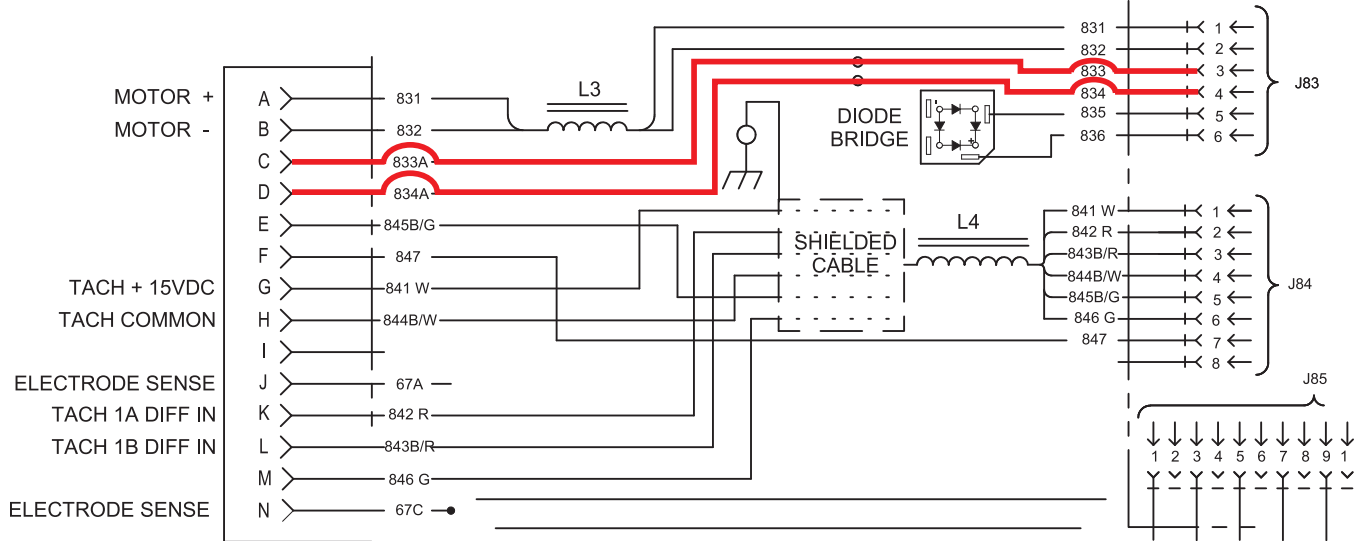 831 1
832 2
833 3 J83
834 4
835 5
836 6
DIODE
BRIDGE
L3
MOTOR + A 831
MOTOR - B 832
C 833A
D 834A
E 845B/G
F 847
TACH + 15VDC G 841 W
TACH COMMON H 844B/W
I
ELECTRODE SENSE J 67A
TACH 1A DIFF IN K 842 R
TACH 1B DIFF IN L 843B/R
M 846 G
ELECTRODE SENSE N 67C
SHIELDED
CABLE
L4
841 W 1
842 R 2
843B/R 3
844B/W 4 J84
845B/G 5
846 G 6
847 7
8
J85
1 2 3 4 5 6 7 8 9 1